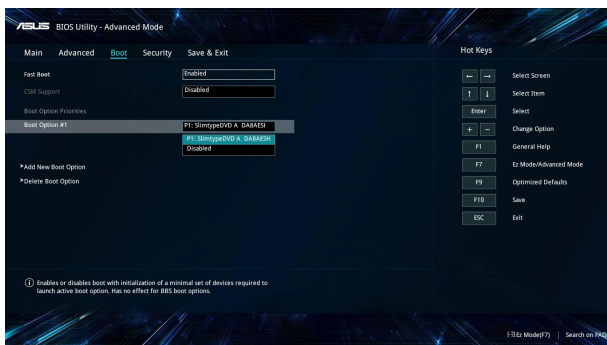 ASUS BIOS Utility - Advanced Mode
Main Advanced Boot Security Save & Exit
Hot Keys
Fast Boot Enabled
CSM Support Disabled
Boot Option Priorities
Boot Option #1 P1: SlimtypeDVD A DA8AESI
P1: SlimtypeDVD A DA8AESH
Disabled
Add New Boot Option
Delete Boot Option
← → Select Screen
↑ ↓ Select Item
Enter Select
+ − Change Option
F1 General Help
F7 Ez Mode/Advanced Mode
F9 Optimized Defaults
F10 Save
ESC Exit
Enables or disables boot with initialization of a minimal set of devices required to
launch active boot option. Has no effect for BBS boot options.
Ez Mode(F7) | Search on FAQ